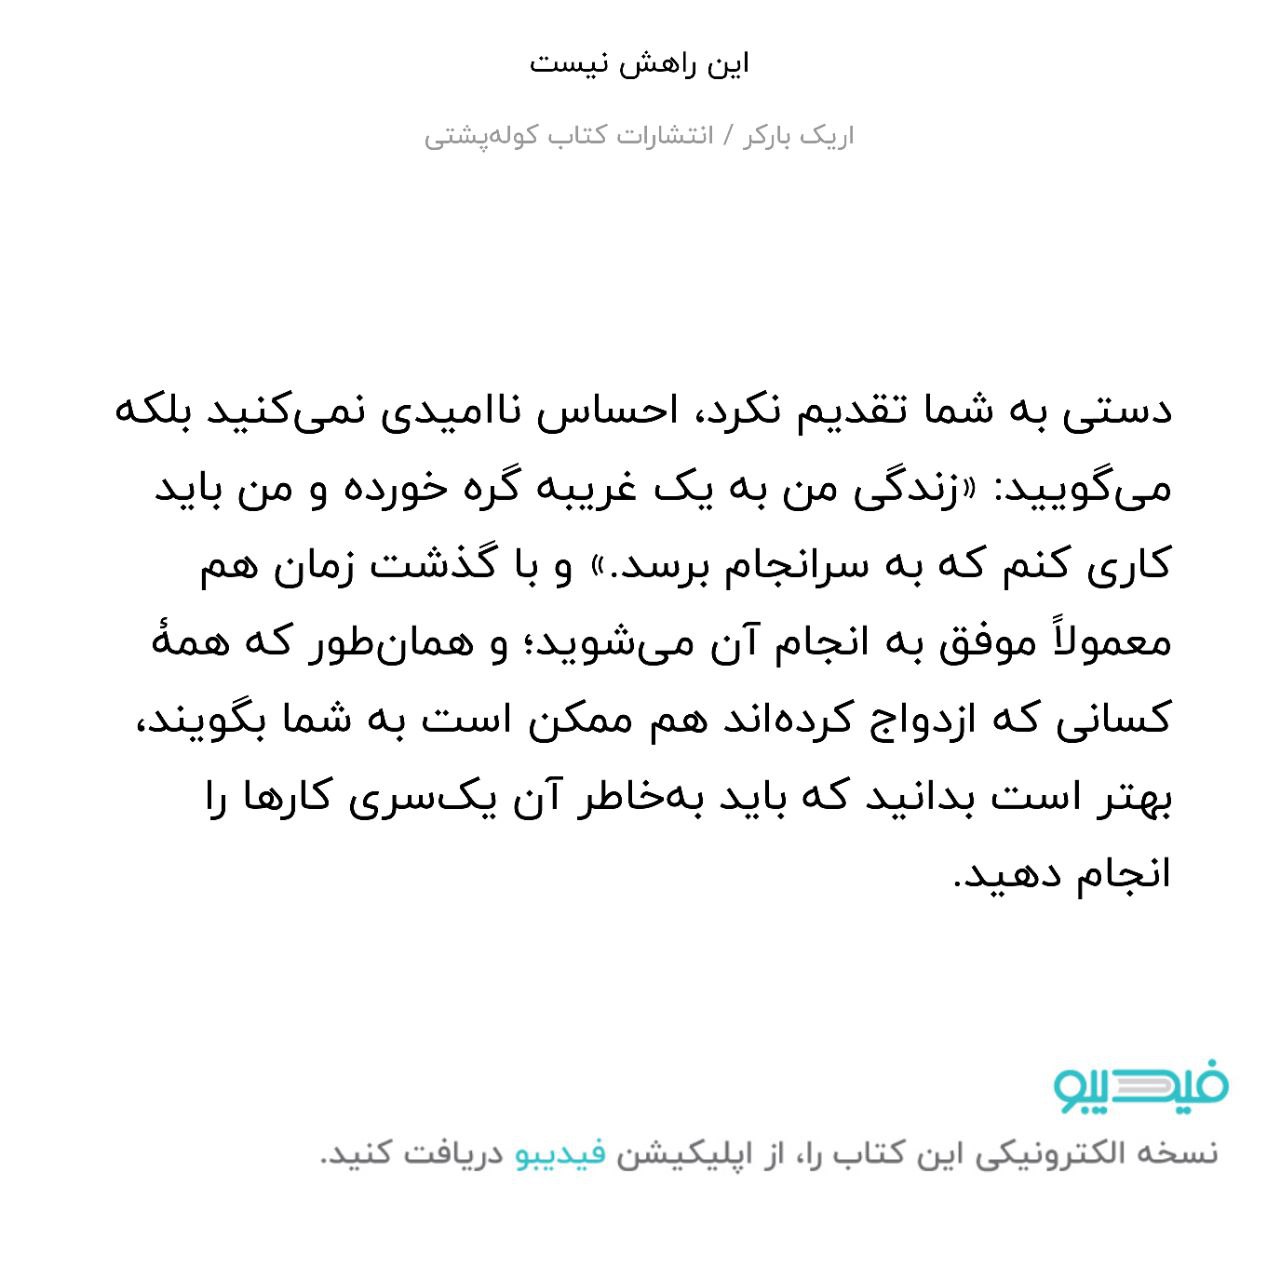 این راهش نیست
اریک بارکر / انتشارات کتاب کوله‌پشتی
دستی به شما تقدیم نکرد، احساس ناامیدی نمی‌کنید بلکه
می‌گویید: «زندگی من به یک غریبه گره خورده و من باید
کاری کنم که به سرانجام برسد.» و با گذشت زمان هم
معمولاً موفق به انجام آن می‌شوید؛ و همان‌طور که همهٔ
کسانی که ازدواج کرده‌اند هم ممکن است به شما بگویند،
بهتر است بدانید که باید به‌خاطر آن یک‌سری کارها را
انجام دهید.
فیدیبو
نسخه الکترونیکی این کتاب را، از اپلیکیشن فیدیبو دریافت کنید.